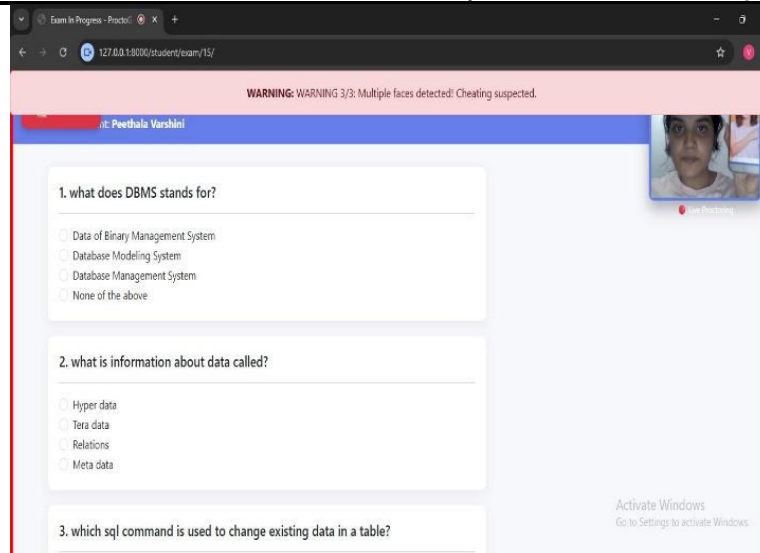 Exam In Progress - Procto
127.0.0.1:8000/student/exam/15/
WARNING: WARNING 3/3: Multiple faces detected! Cheating suspected.
nt: Peethala Varshini
Live Proctoring
1. what does DBMS stands for?
Data of Binary Management System
Database Modeling System
Database Management System
None of the above
2. what is information about data called?
Hyper data
Tera data
Relations
Meta data
Activate Windows
Go to Settings to activate Windows.
3. which sql command is used to change existing data in a table?